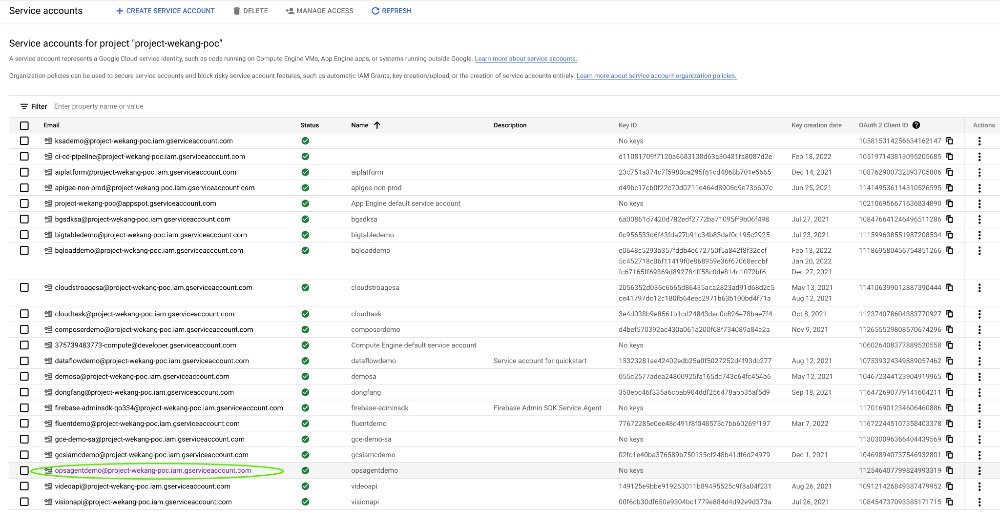 Service accounts CREATE SERVICE ACCOUNT DELETE MANAGE ACCESS REFRESH
Service accounts for project "project-wekang-poc"
A service account represents a Google Cloud service identity, such as code running on Compute Engine VMs, App Engine apps, or systems running outside Google. Learn more about service accounts.
Organization policies can be used to secure service accounts and block risky service account features, such as automatic IAM Grants, key creation/upload, or the creation of service accounts entirely. Learn more about service account organization policies.
Filter Enter property name or value
Email Status Name Description Key ID Key creation date OAuth 2 Client ID Actions
ksademo@project-wekang-poc.iam.gserviceaccount.com No keys 105815314256634162147
ci-cd-pipeline@project-wekang-poc.iam.gserviceaccount.com d11081709f7120a6683138d63a30481fa8087d2e Feb 18, 2022 105197143813095205685
aiplatform@project-wekang-poc.iam.gserviceaccount.com aiplatform 23c751a374c7f5980ca295f61cd4868b701e5665 Dec 14, 2021 108762900732893705806
apigee-non-prod@project-wekang-poc.iam.gserviceaccount.com apigee-non-prod d49bc17cb0f22c70d0711e464d8906d9e73b607c Jun 25, 2021 114149536114310526595
project-wekang-poc@appspot.gserviceaccount.com App Engine default service account No keys 102106956671636834890
bgsdksa@project-wekang-poc.iam.gserviceaccount.com bgsdksa 6a00861d7420d782edf2772ba71095ff9b06f498 Jul 27, 2021 108476641246496511286
bigtabledemo@project-wekang-poc.iam.gserviceaccount.com bigtabledemo 0c956533d6f43fda27b91c34b83daf0c195c2925 Jul 23, 2021 111599638551987208534
bqloaddemo@project-wekang-poc.iam.gserviceaccount.com bqloaddemo e0648c5293a357fddb4e672750f5a842f8f32dcf Feb 13, 2022 111869580456754851266
5c452718c06f11419f0e868959e36f67068eccbf Jan 20, 2022
fc67165ff69369d892784ff58c0de814d1072bf6 Dec 27, 2021
cloudstroagesa@project-wekang-poc.iam.gserviceaccount.com cloudstroagesa 2056352d036c6b65d86435aca2823ad91d68d2c5 May 13, 2021 114106399012887390444
ce41797dc12c180fb64eec2971b63b100bd4f71a Aug 12, 2021
cloudtask@project-wekang-poc.iam.gserviceaccount.com cloudtask 3e4d038b9e8561b1cd24843dac0c826e78bae7f4 Oct 8, 2021 112374078604383770927
composerdemo@project-wekang-poc.iam.gserviceaccount.com composerdemo d4bef570392ac430a061a200f68f734089a84c2a Nov 9, 2021 112655529808570674296
375739483773-compute@developer.gserviceaccount.com Compute Engine default service account No keys 106026408377889520558
dataflowdemo@project-wekang-poc.iam.gserviceaccount.com dataflowdemo Service account for quickstart 15323281ae42402edb25a0f5027252d4f93dc277 Aug 12, 2021 107539324349889057462
demosa@project-wekang-poc.iam.gserviceaccount.com demosa 055c2577adea24800925fa165dc743c64fc454b6 May 12, 2021 104672344123904919965
dongfang@project-wekang-poc.iam.gserviceaccount.com dongfang 350ebc46f335a6cbab904ddf256478abb35af5d9 Sep 18, 2021 116472690779141604211
firebase-adminsdk-qo334@project-wekang-poc.iam.gserviceaccount.com firebase-adminsdk Firebase Admin SDK Service Agent No keys 117016901234606460886
fluentdemo@project-wekang-poc.iam.gserviceaccount.com fluentdemo 77672285e0ee48d491f8f048573c7bb60269f197 Mar 7, 2022 116722445107358403378
gce-demo-sa@project-wekang-poc.iam.gserviceaccount.com gce-demo-sa No keys 113030096366404439569
gcsiamcdemo@project-wekang-poc.iam.gserviceaccount.com gcsiamcdemo 02fc1e40ba376589b750135cf248b41df6d24979 Dec 1, 2021 104698940737546932801
opsagentdemo@project-wekang-poc.iam.gserviceaccount.com opsagentdemo No keys 112546407799824993319
videoapi@project-wekang-poc.iam.gserviceaccount.com videoapi 149125e9bbe919263011b89495525c9f8a04f231 Aug 26, 2021 109121426849387479952
visionapi@project-wekang-poc.iam.gserviceaccount.com visionapi 00f6cb30df650e9304bc1779e884d4d92e9d373a Jul 26, 2021 108454737093385171715